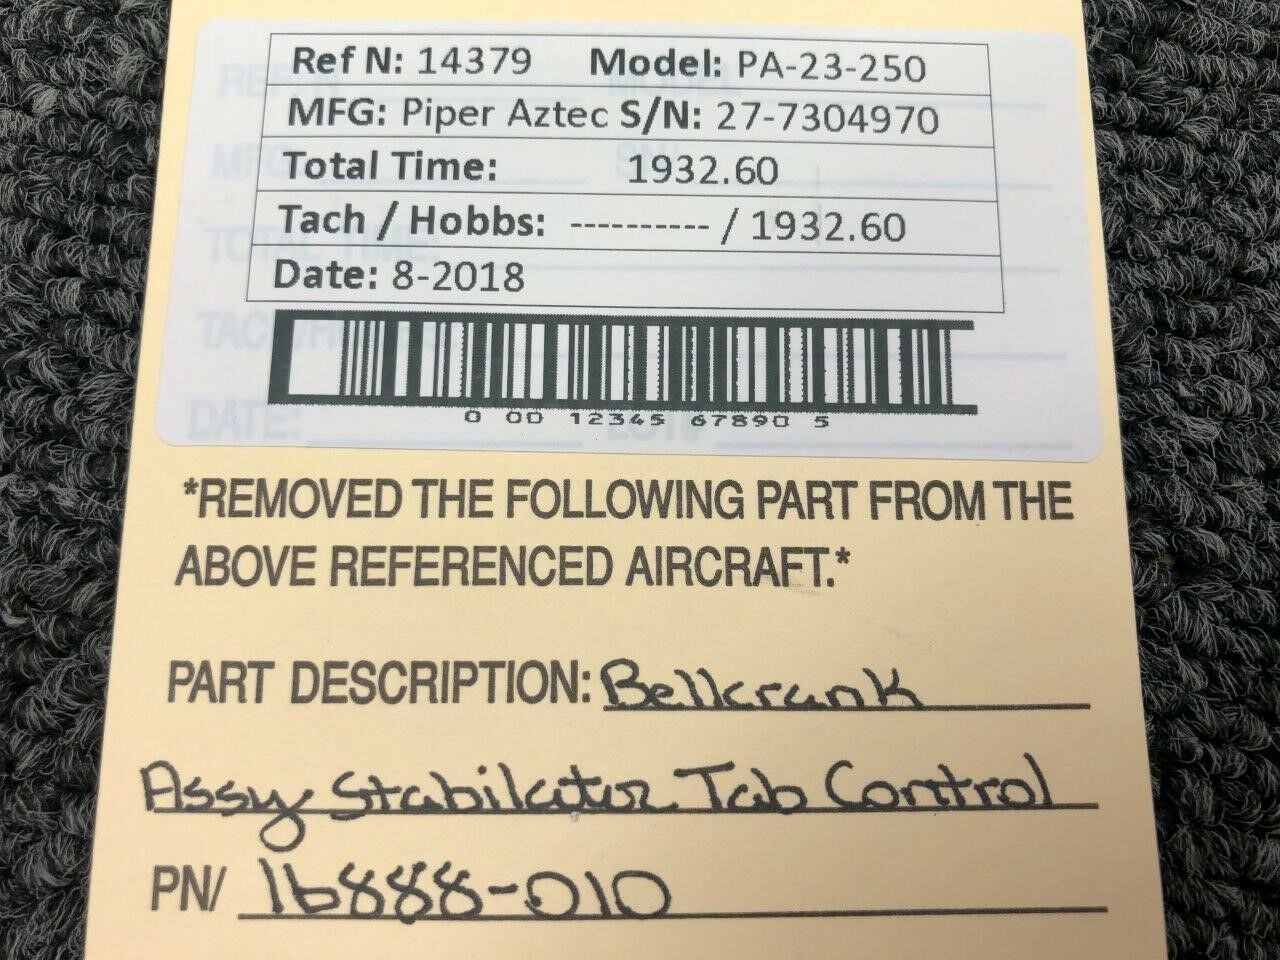 Ref N: 14379 Model: PA-23-250
MFG: Piper Aztec S/N: 27-7304970
Total Time: 1932.60
Tach / Hobbs: ---------- / 1932.60
Date: 8-2018
0 00 12345 67890 5
*REMOVED THE FOLLOWING PART FROM THE
ABOVE REFERENCED AIRCRAFT.*
PART DESCRIPTION: Bellcrank
Assy Stabilator Tab Control
PN/ 16888-010